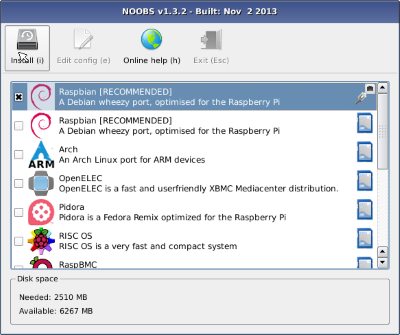 NOOBS v1.3.2 - Built: Nov 2 2013
Install (i)
Edit config (e)
Online help (h)
Exit (Esc)
Raspbian [RECOMMENDED]
A Debian wheezy port, optimised for the Raspberry Pi
Raspbian [RECOMMENDED]
A Debian wheezy port, optimised for the Raspberry Pi
ARM
Arch
An Arch Linux port for ARM devices
OpenELEC
OpenELEC is a fast and userfriendly XBMC Mediacenter distribution.
Pidora
Pidora is a Fedora Remix optimized for the Raspberry Pi
RISC OS
RISC OS is a very fast and compact system
RaspBMC
Disk space
Needed: 2510 MB
Available: 6267 MB